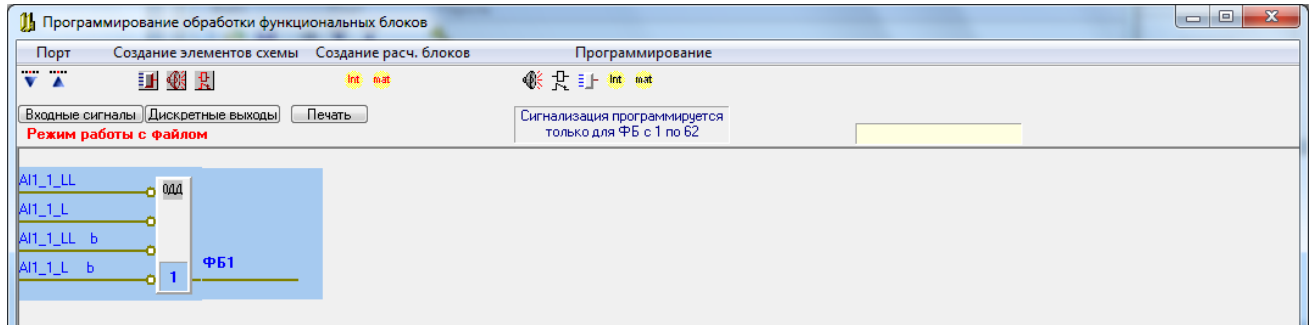 Программирование обработки функциональных блоков
Порт Создание элементов схемы Создание расч. блоков Программирование
Int mat Int mat
Входные сигналы Дискретные выходы Печать
Режим работы с файлом
Сигнализация программируется
только для ФБ с 1 по 62
AI1_1_LL
ОДД
AI1_1_L
AI1_1_LL b
AI1_1_L b
1
ФБ1